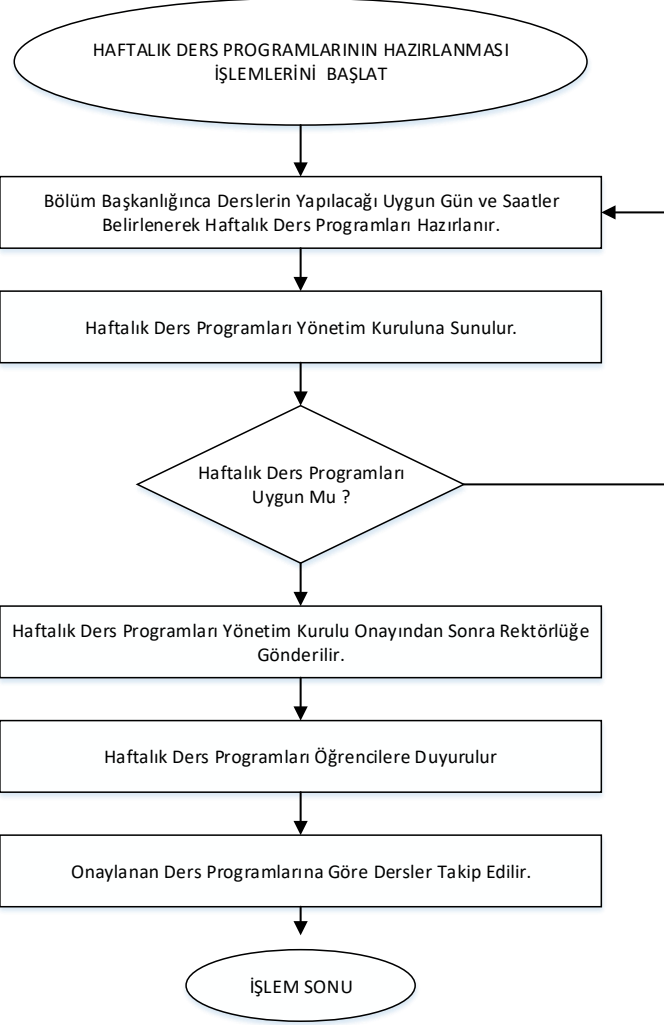 HAFTALIK DERS PROGRAMLARININ HAZIRLANMASI
İŞLEMLERİNİ BAŞLAT
Bölüm Başkanlığınca Derslerin Yapılacağı Uygun Gün ve Saatler
Belirlenerek Haftalık Ders Programları Hazırlanır.
Haftalık Ders Programları Yönetim Kuruluna Sunulur.
Haftalık Ders Programları
Uygun Mu ?
Haftalık Ders Programları Yönetim Kurulu Onayından Sonra Rektörlüğe
Gönderilir.
Haftalık Ders Programları Öğrencilere Duyurulur
Onaylanan Ders Programlarına Göre Dersler Takip Edilir.
İŞLEM SONU